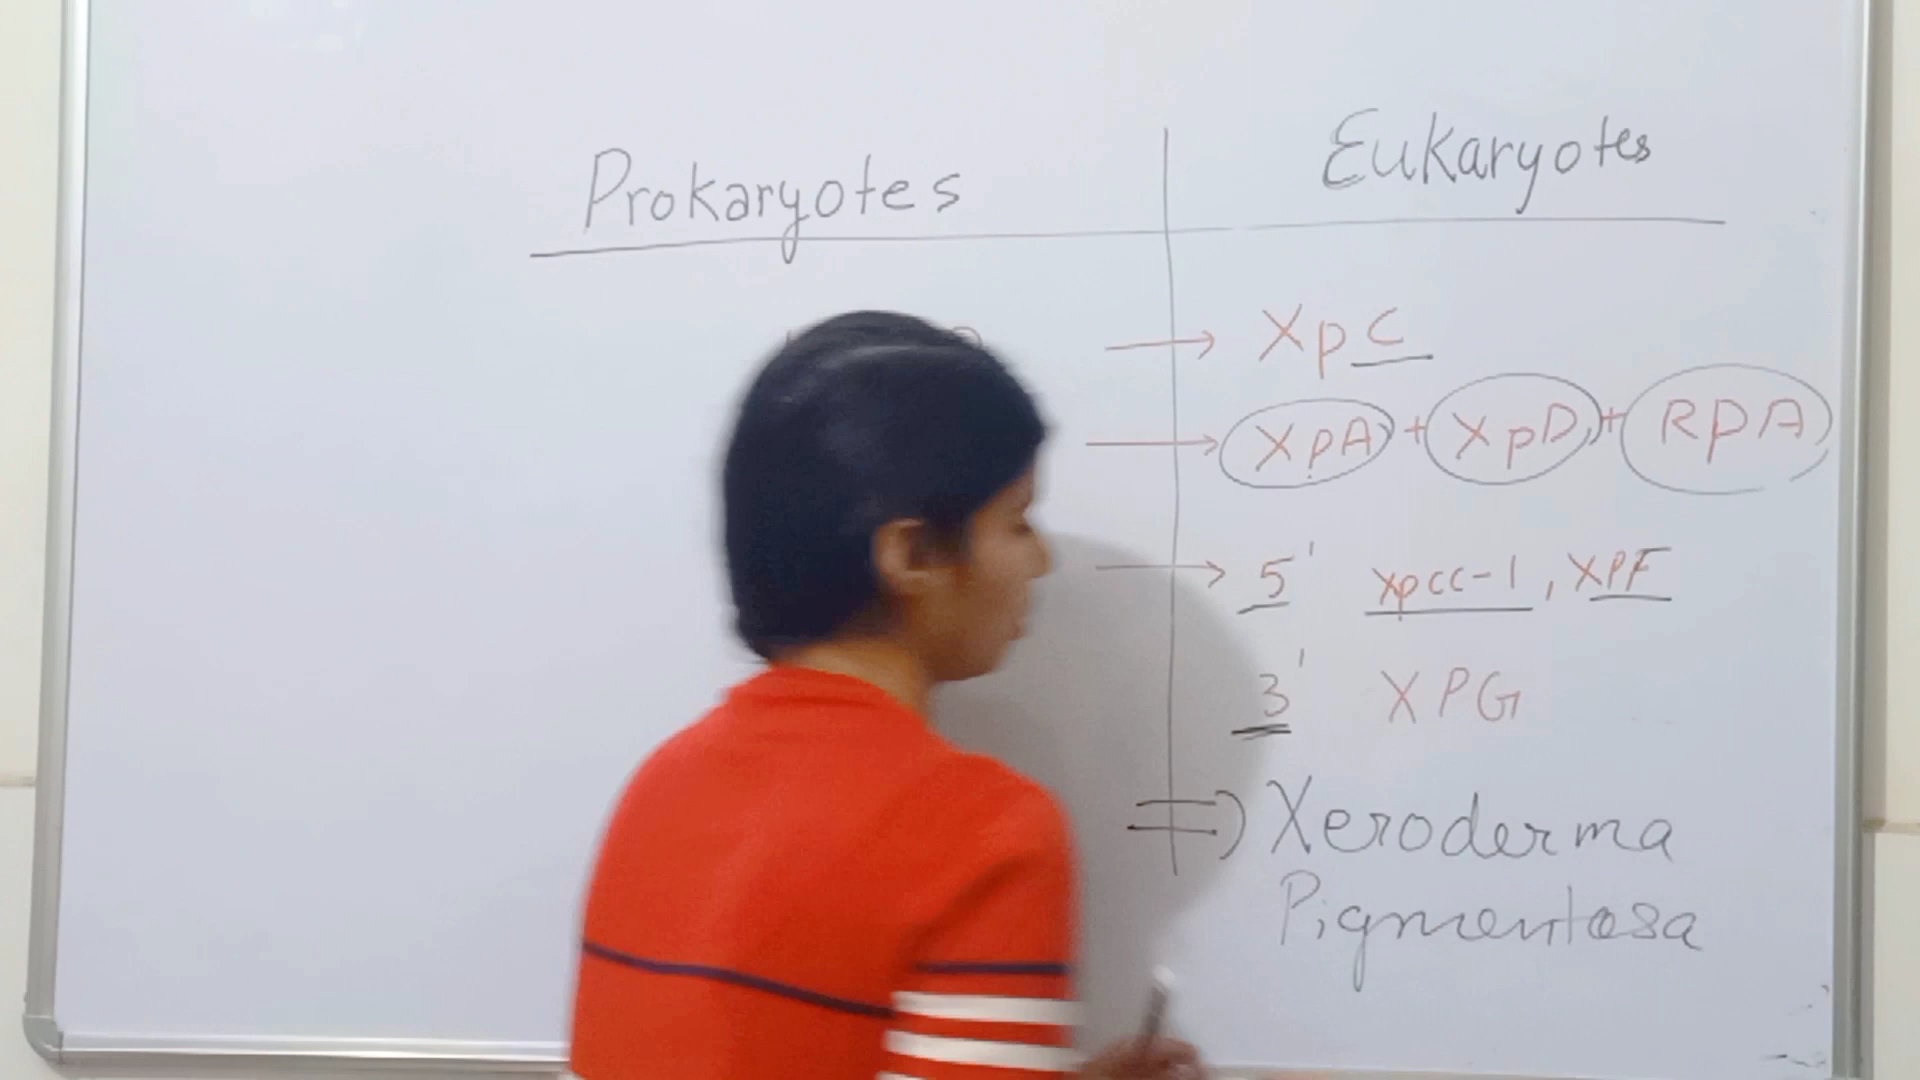 Prokaryotes
Eukaryotes
→ XpC
→ XpA + XpD + RPA
→ 5' xpcc-1, XPF
3' XPG
⇒ Xeroderma
Pigmentosa